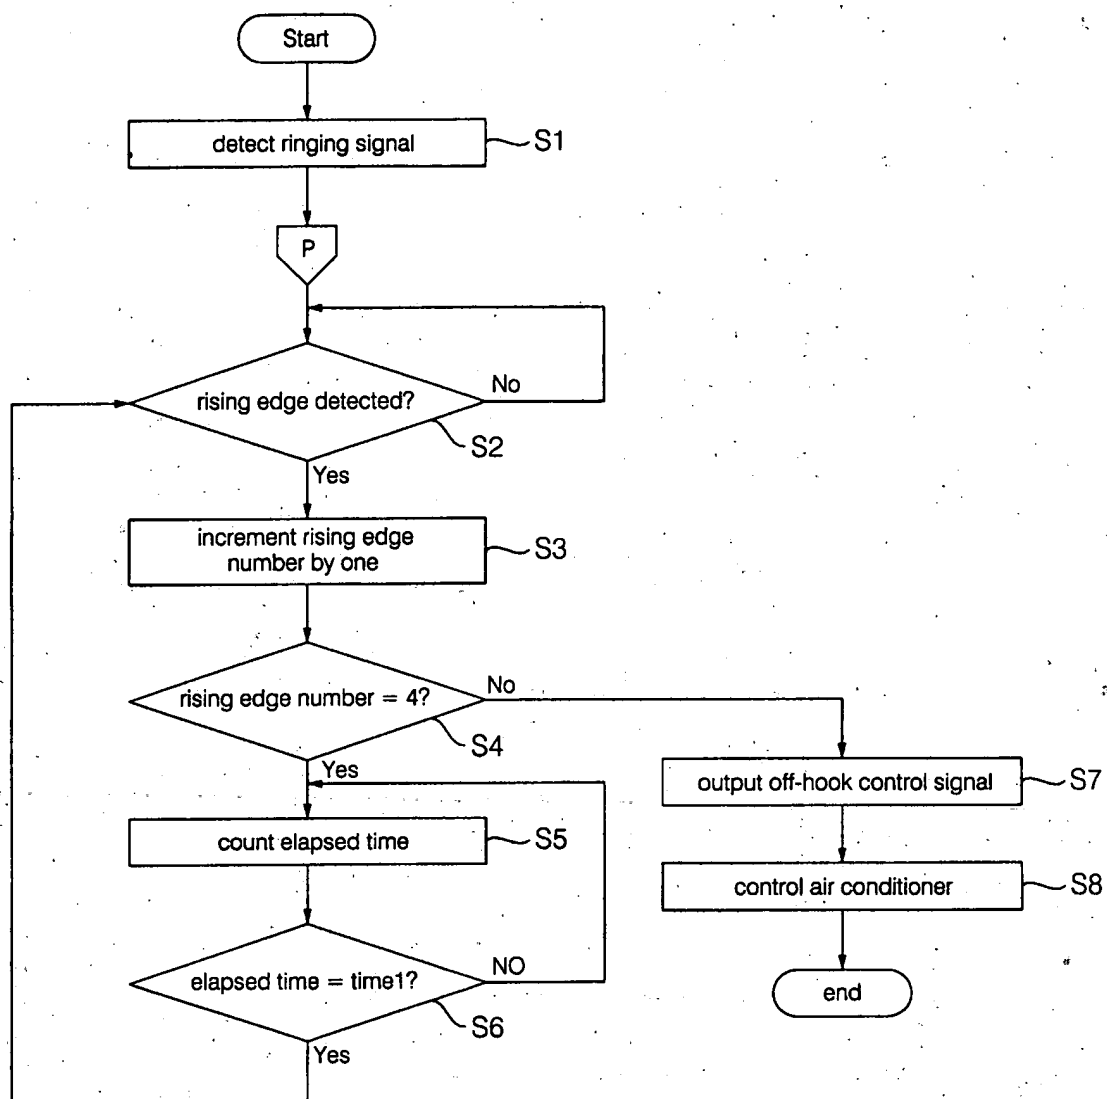 Start
detect ringing signal
S1
P
rising edge detected?
No
S2
Yes
increment rising edge
number by one
S3
rising edge number = 4?
No
S4
Yes
output off-hook control signal
S7
count elapsed time
S5
control air conditioner
S8
elapsed time = time1?
NO
S6
end
Yes